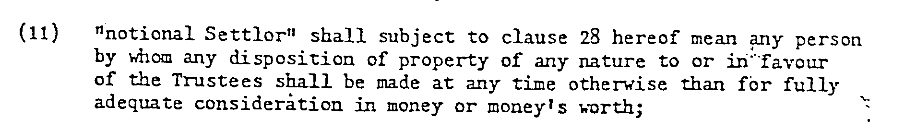 (11) "notional Settlor" shall subject to clause 28 hereof mean any person
by whom any disposition of property of any nature to or in favour
of the Trustees shall be made at any time otherwise than for fully
adequate consideration in money or money's worth;